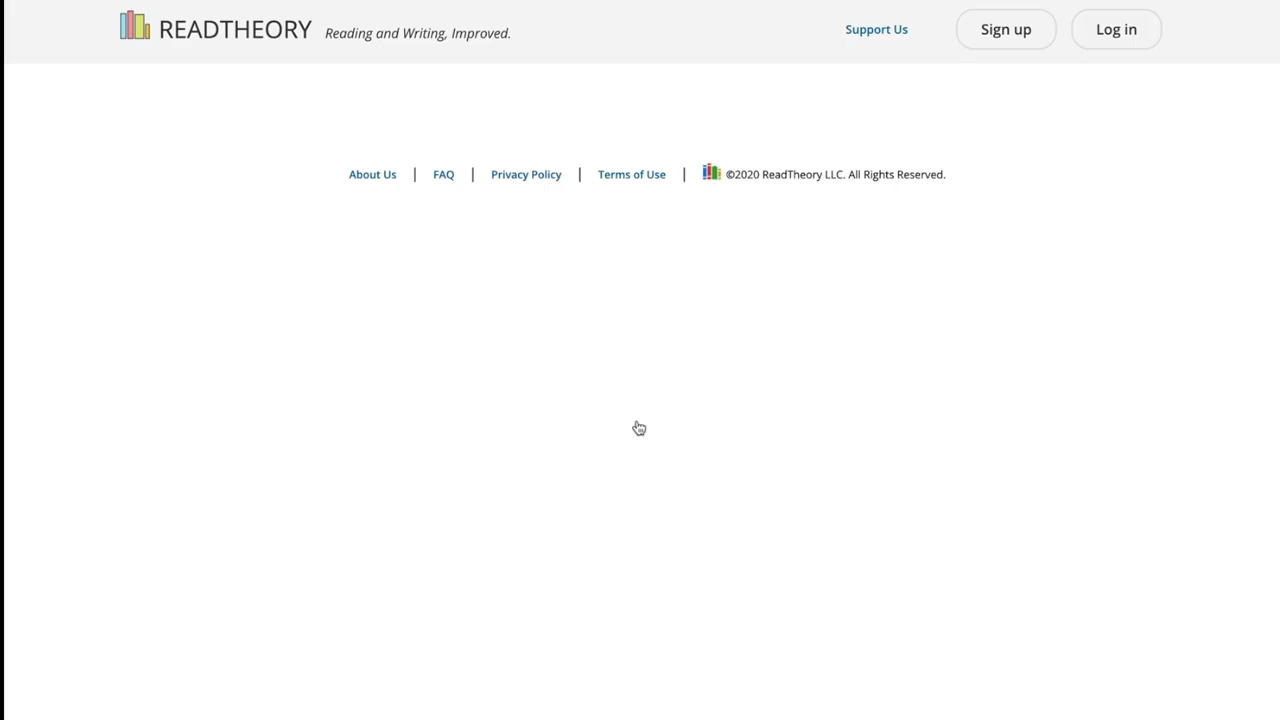 READTHEORY Reading and Writing, Improved. Support Us Sign up Log in
About Us | FAQ | Privacy Policy | Terms of Use | ©2020 ReadTheory LLC. All Rights Reserved.